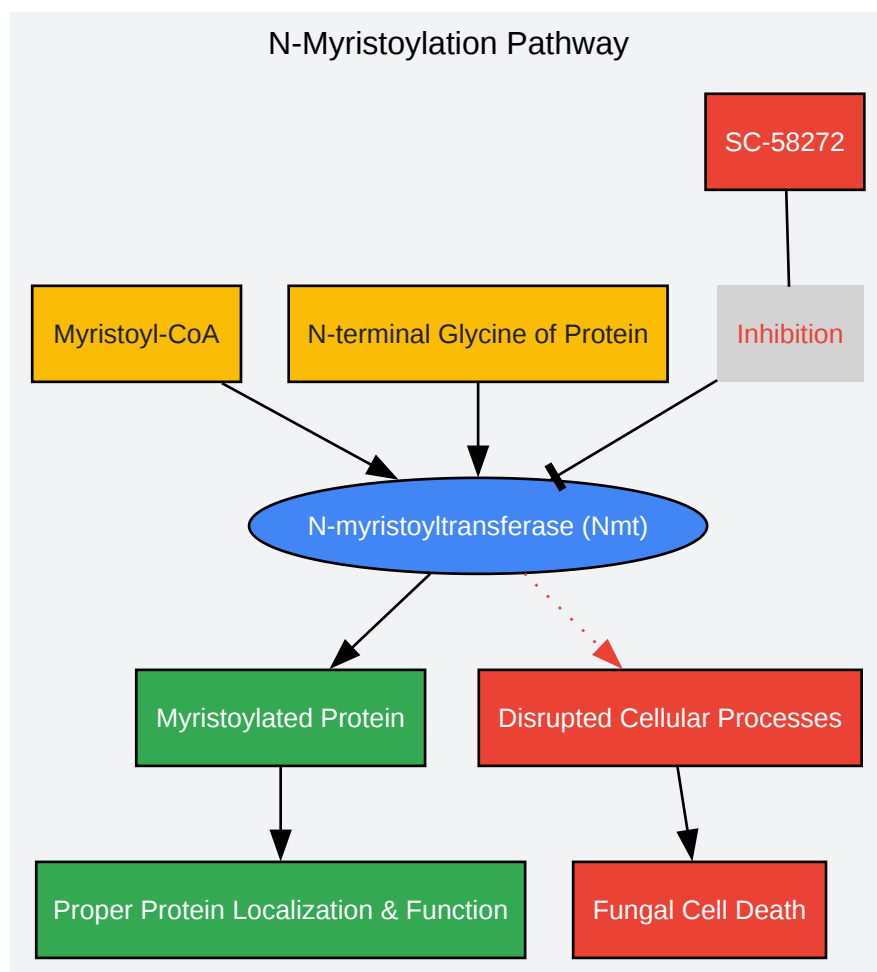 N-Myristoylation Pathway
SC-58272
Myristoyl-CoA
N-terminal Glycine of Protein
Inhibition
N-myristoyltransferase (Nmt)
Myristoylated Protein
Disrupted Cellular Processes
Proper Protein Localization & Function
Fungal Cell Death